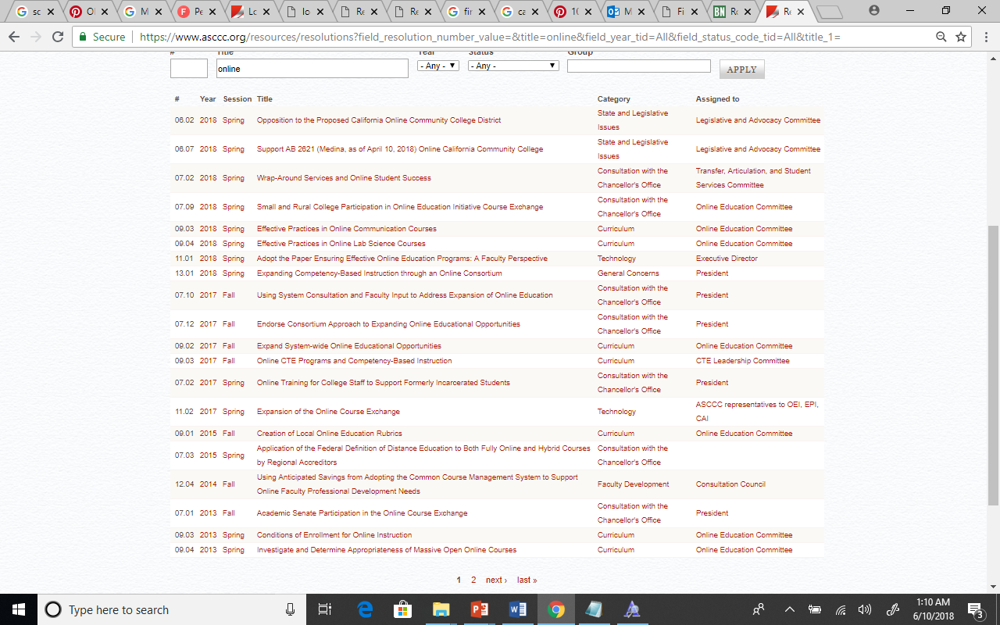 sc
Ol
M
Pe
Lo
lo
Re
Re
fir
ca
10
M
Fi
Ro
Re
Secure https://www.asccc.org/resources/resolutions?field_resolution_number_value=&title=online&field_year_tid=All&field_status_code_tid=All&title_1=
# Title Year Status Group
online - Any - - Any - APPLY
# Year Session Title Category Assigned to
06.02 2018 Spring Opposition to the Proposed California Online Community College District State and Legislative Issues Legislative and Advocacy Committee
06.07 2018 Spring Support AB 2621 (Medina, as of April 10, 2018) Online California Community College State and Legislative Issues Legislative and Advocacy Committee
07.02 2018 Spring Wrap-Around Services and Online Student Success Consultation with the Chancellor's Office Transfer, Articulation, and Student Services Committee
07.09 2018 Spring Small and Rural College Participation in Online Education Initiative Course Exchange Consultation with the Chancellor's Office Online Education Committee
09.03 2018 Spring Effective Practices in Online Communication Courses Curriculum Online Education Committee
09.04 2018 Spring Effective Practices in Online Lab Science Courses Curriculum Online Education Committee
11.01 2018 Spring Adopt the Paper Ensuring Effective Online Education Programs: A Faculty Perspective Technology Executive Director
13.01 2018 Spring Expanding Competency-Based Instruction through an Online Consortium General Concerns President
07.10 2017 Fall Using System Consultation and Faculty Input to Address Expansion of Online Education Consultation with the Chancellor's Office President
07.12 2017 Fall Endorse Consortium Approach to Expanding Online Educational Opportunities Consultation with the Chancellor's Office President
09.02 2017 Fall Expand System-wide Online Educational Opportunities Curriculum Online Education Committee
09.03 2017 Fall Online CTE Programs and Competency-Based Instruction Curriculum CTE Leadership Committee
07.02 2017 Spring Online Training for College Staff to Support Formerly Incarcerated Students Consultation with the Chancellor's Office President
11.02 2017 Spring Expansion of the Online Course Exchange Technology ASCCC representatives to OEI, EPI, CAI
09.01 2015 Fall Creation of Local Online Education Rubrics Curriculum Online Education Committee
07.03 2015 Spring Application of the Federal Definition of Distance Education to Both Fully Online and Hybrid Courses by Regional Accreditors Consultation with the Chancellor's Office
12.04 2014 Fall Using Anticipated Savings from Adopting the Common Course Management System to Support Online Faculty Professional Development Needs Faculty Development Consultation Council
07.01 2013 Fall Academic Senate Participation in the Online Course Exchange Consultation with the Chancellor's Office President
09.03 2013 Spring Conditions of Enrollment for Online Instruction Curriculum Online Education Committee
09.04 2013 Spring Investigate and Determine Appropriateness of Massive Open Online Courses Curriculum Online Education Committee
1 2 next › last »
Type here to search
1:10 AM
6/10/2018
3